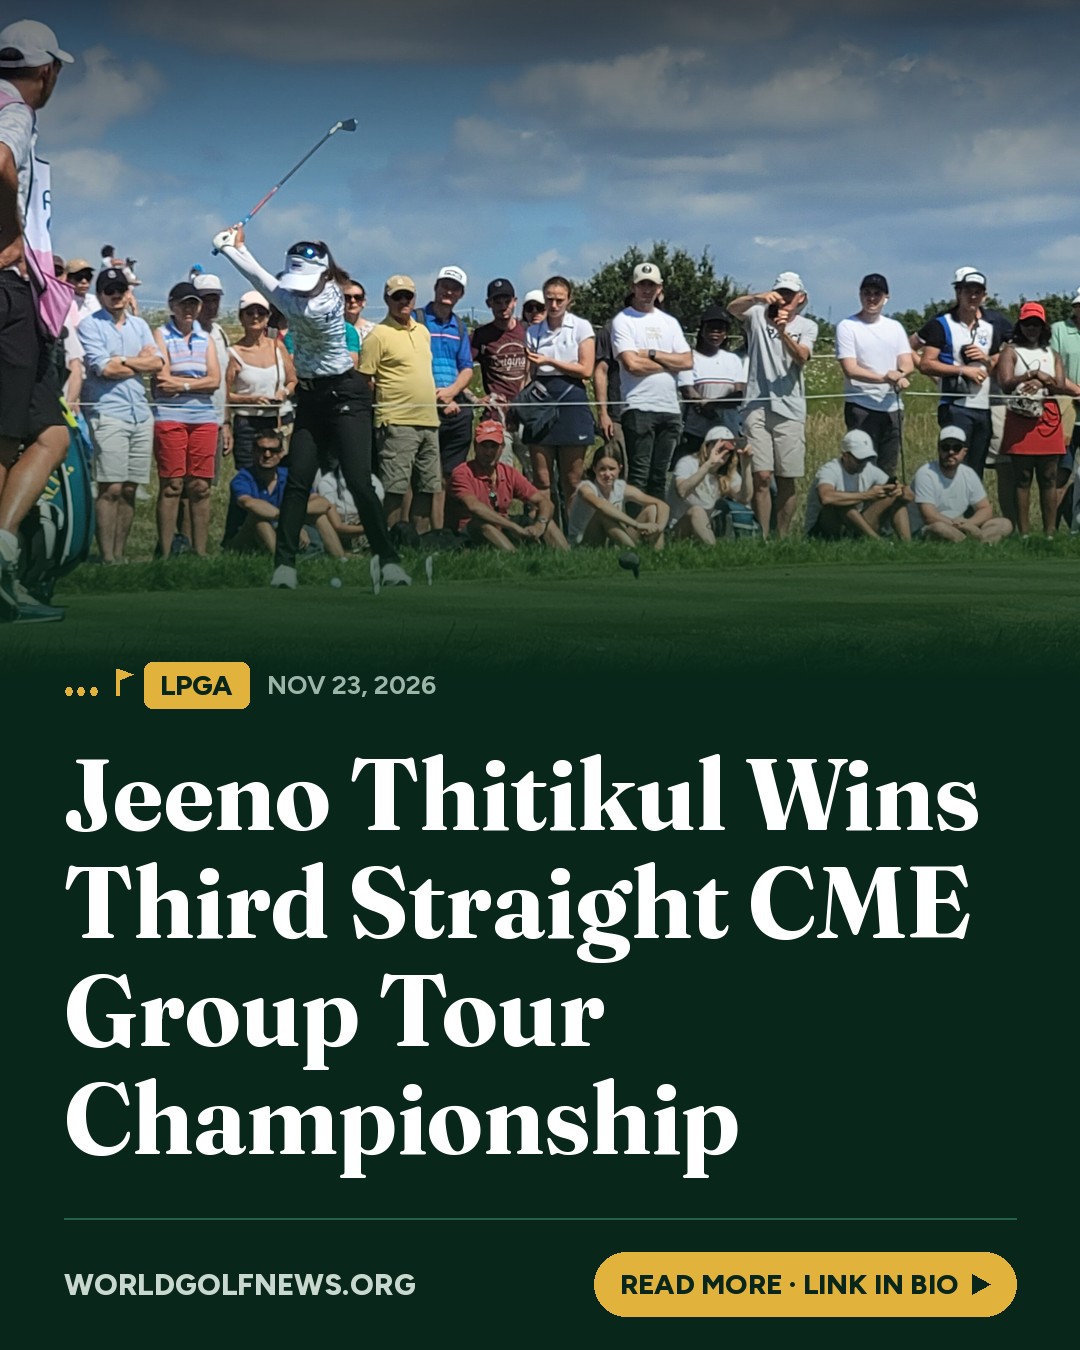 origing
LPGA NOV 23, 2026
Jeeno Thitikul Wins
Third Straight CME
Group Tour
Championship
WORLDGOLFNEWS.ORG
READ MORE · LINK IN BIO